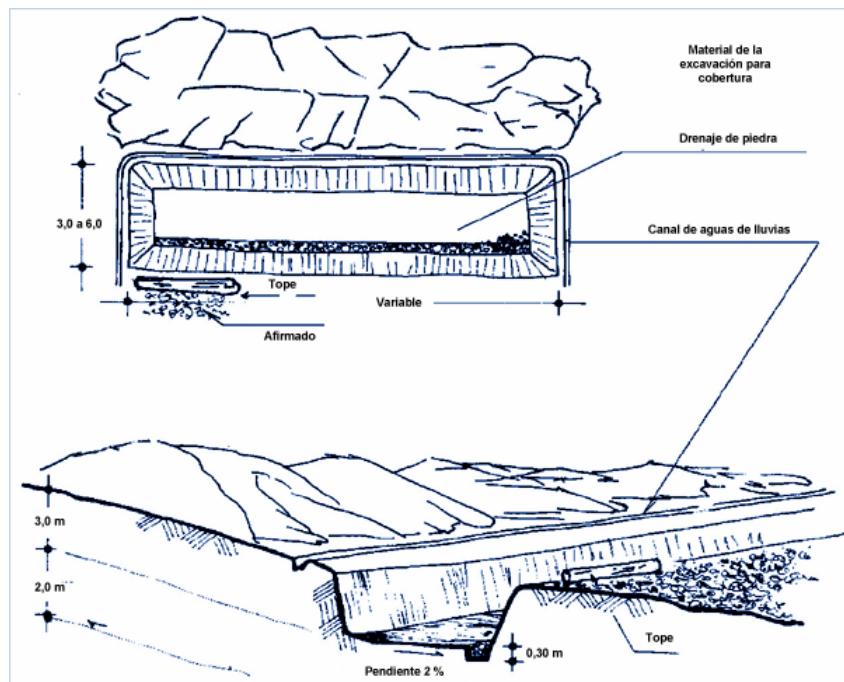 Material de la
excavación para
cobertura
Drenaje de piedra
3,0 a 6,0
Canal de aguas de lluvias
Tope
Variable
Afirmado
3,0 m
2,0 m
Tope
0,30 m
Pendiente 2 %